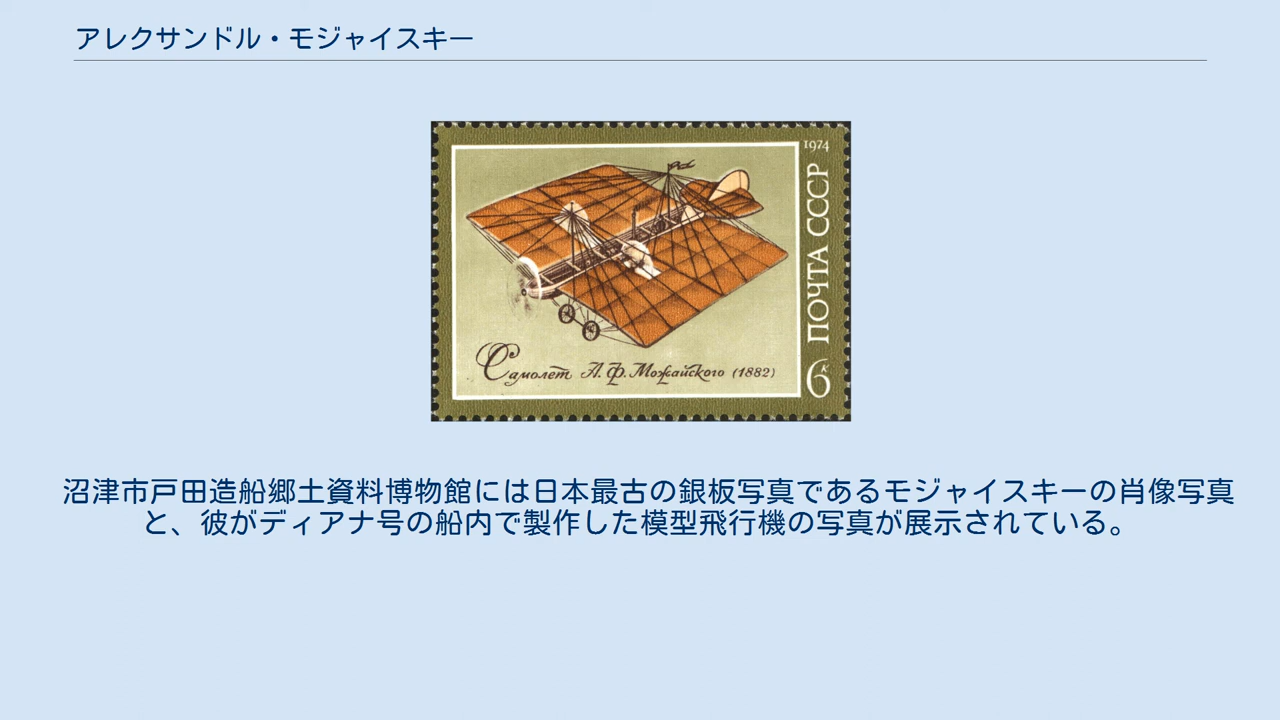 アレクサンドル・モジャイスキー
1974
ПОЧТА СССР
6к
Самолет А.Ф.Можайского (1882)
沼津市戸田造船郷土資料博物館には日本最古の銀板写真であるモジャイスキーの肖像写真
と、彼がディアナ号の船内で製作した模型飛行機の写真が展示されている。